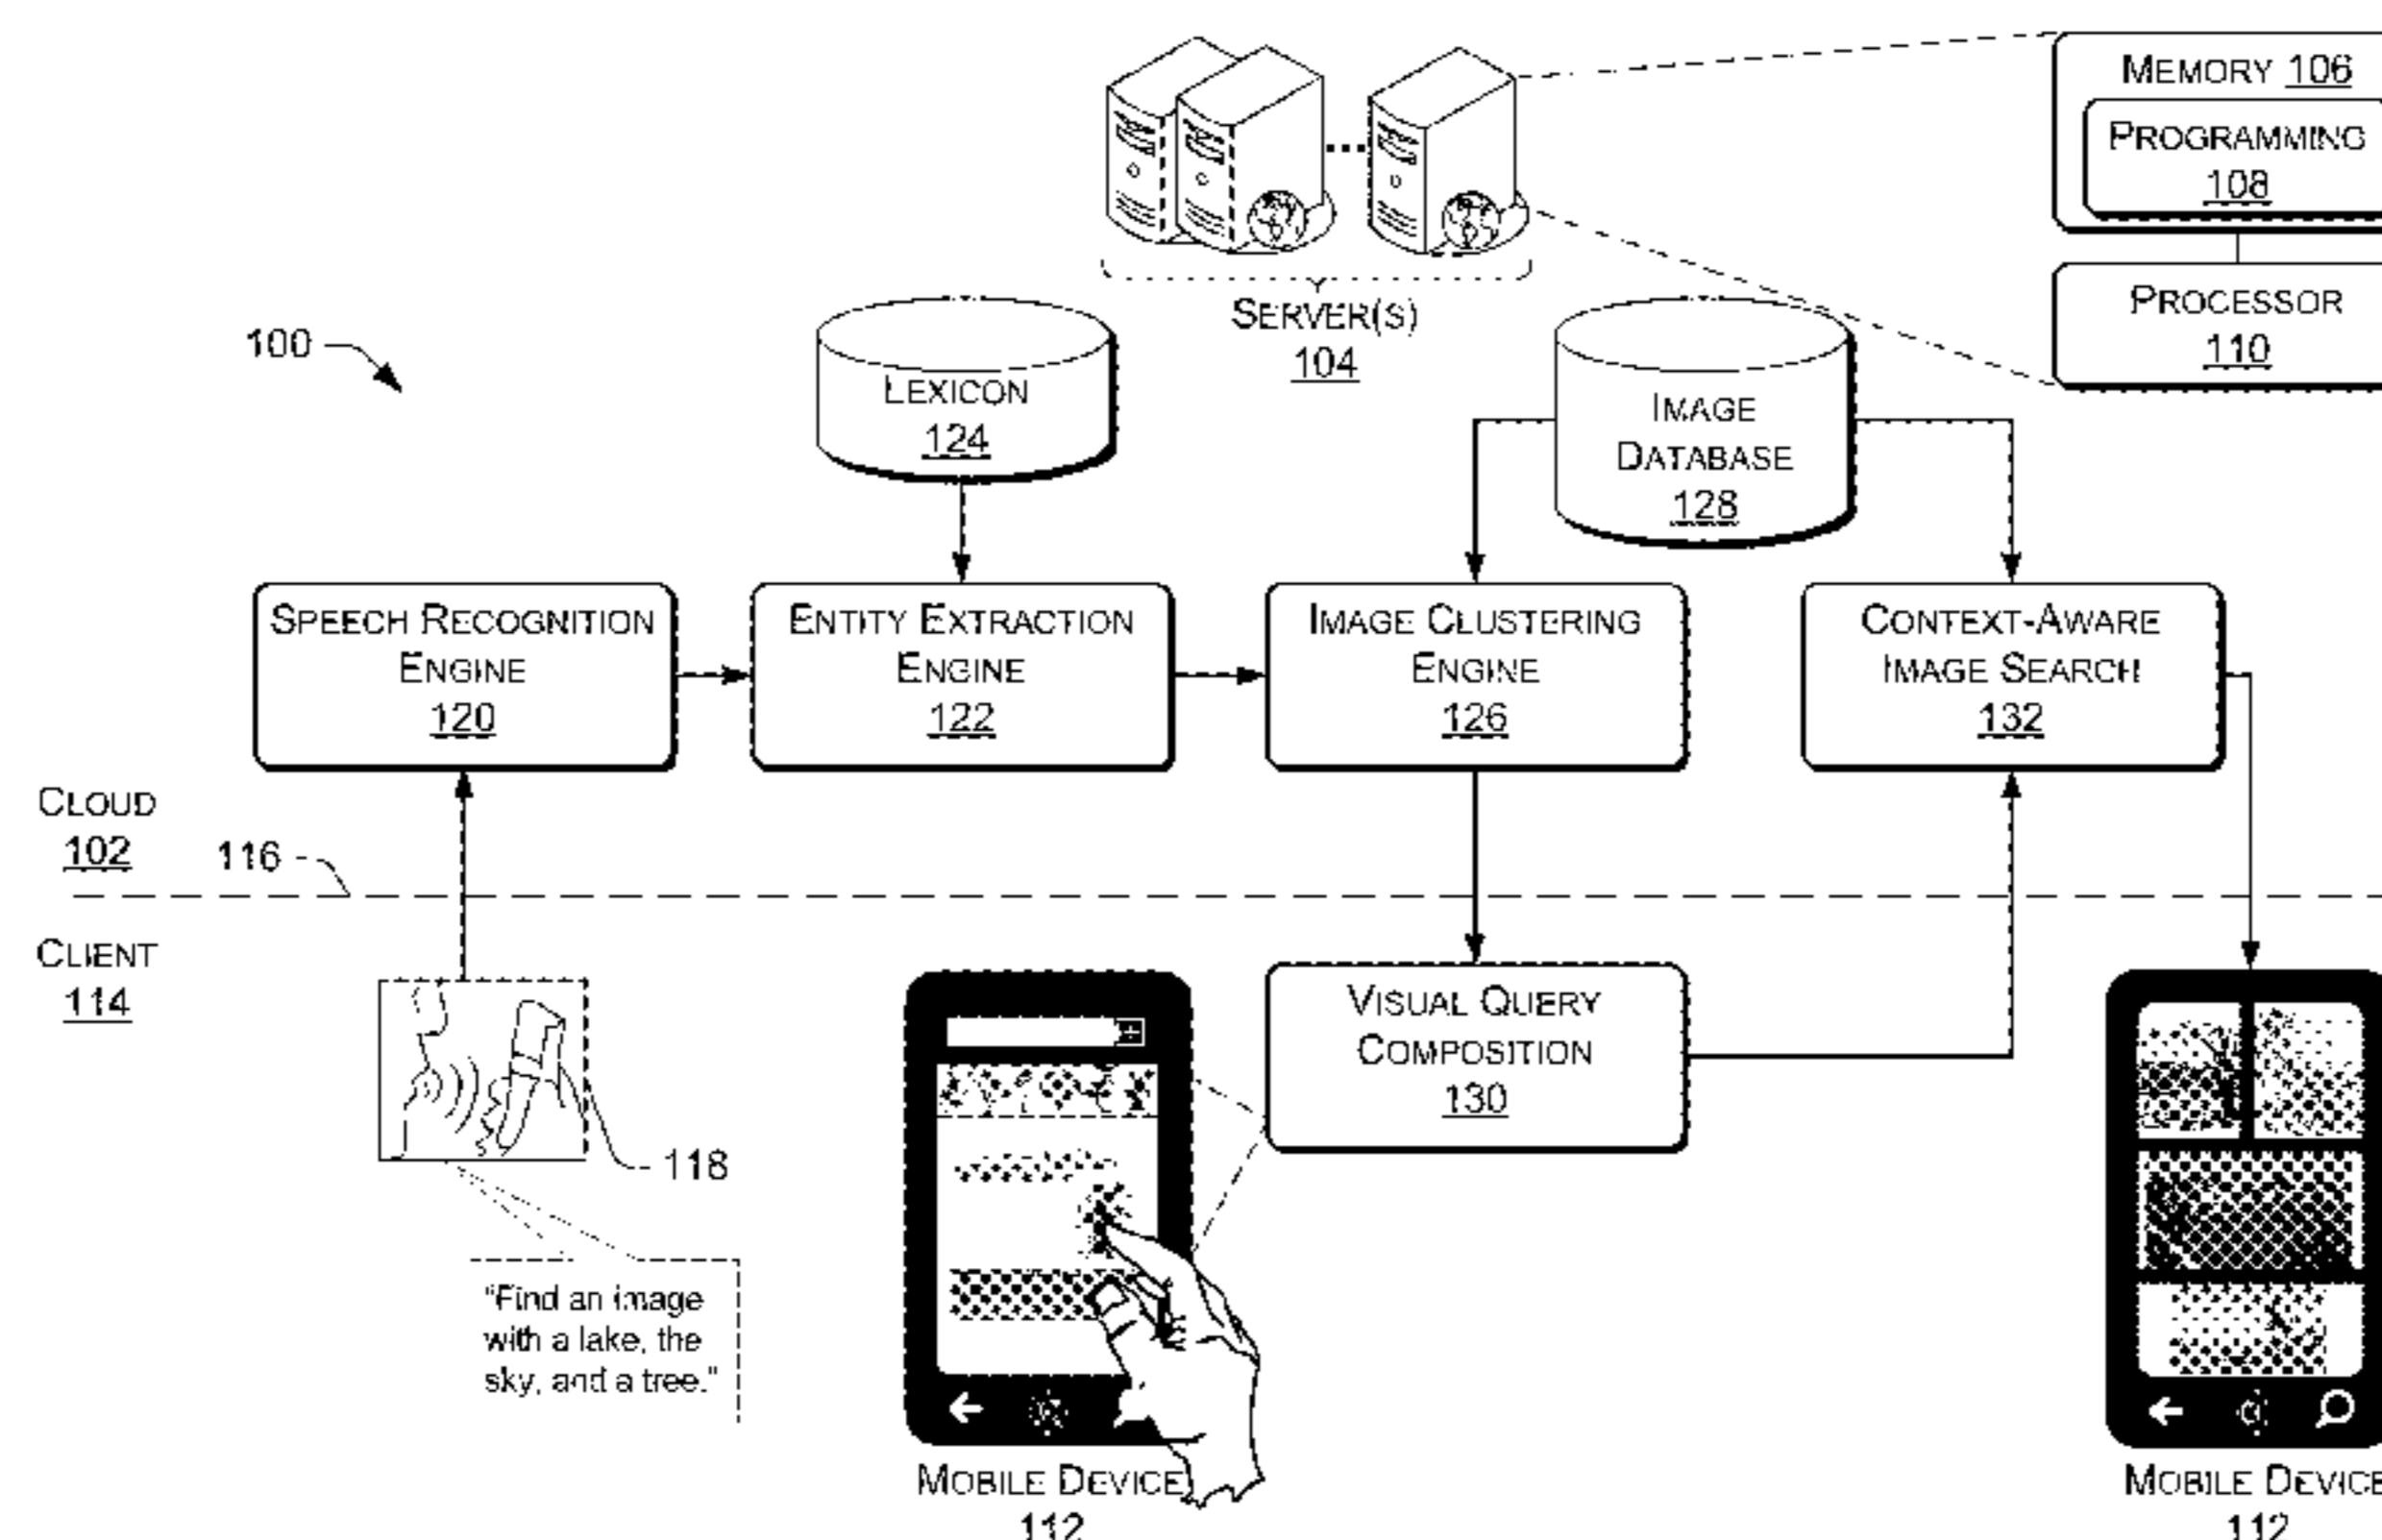 MEMORY 106
PROGRAMMING
108
PROCESSOR
110
SERVER(S)
104
100
LEXICON
124
IMAGE
DATABASE
128
SPEECH RECOGNITION
ENGINE
120
ENTITY EXTRACTION
ENGINE
122
IMAGE CLUSTERING
ENGINE
126
CONTEXT-AWARE
IMAGE SEARCH
132
CLOUD
102
116
CLIENT
114
VISUAL QUERY
COMPOSITION
130
118
"Find an image
with a lake, the
sky, and a tree."
MOBILE DEVICE
112
MOBILE DEVICE
112